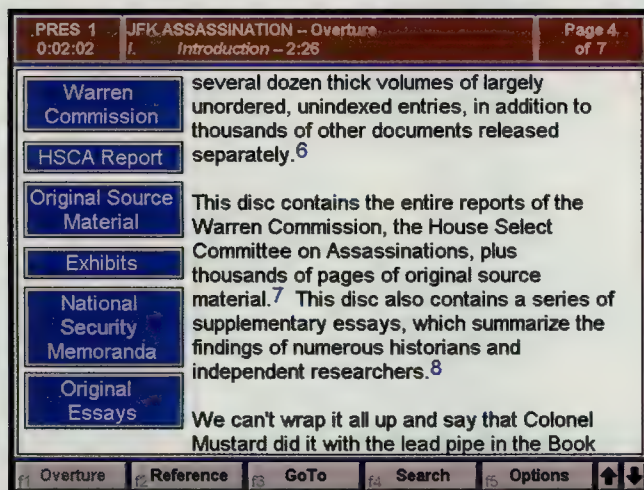 PRES 1
0:02:02
JFK ASSASSINATION – Overture
I. Introduction – 2:26
Page 4
of 7
Warren
Commission
HSCA Report
Original Source
Material
Exhibits
National
Security
Memoranda
Original
Essays
several dozen thick volumes of largely
unordered, unindexed entries, in addition to
thousands of other documents released
separately.6
This disc contains the entire reports of the
Warren Commission, the House Select
Committee on Assassinations, plus
thousands of pages of original source
material.7 This disc also contains a series of
supplementary essays, which summarize the
findings of numerous historians and
independent researchers.8
We can't wrap it all up and say that Colonel
Mustard did it with the lead pipe in the Book
f1 Overture
f2 Reference
f3 GoTo
f4 Search
f5 Options